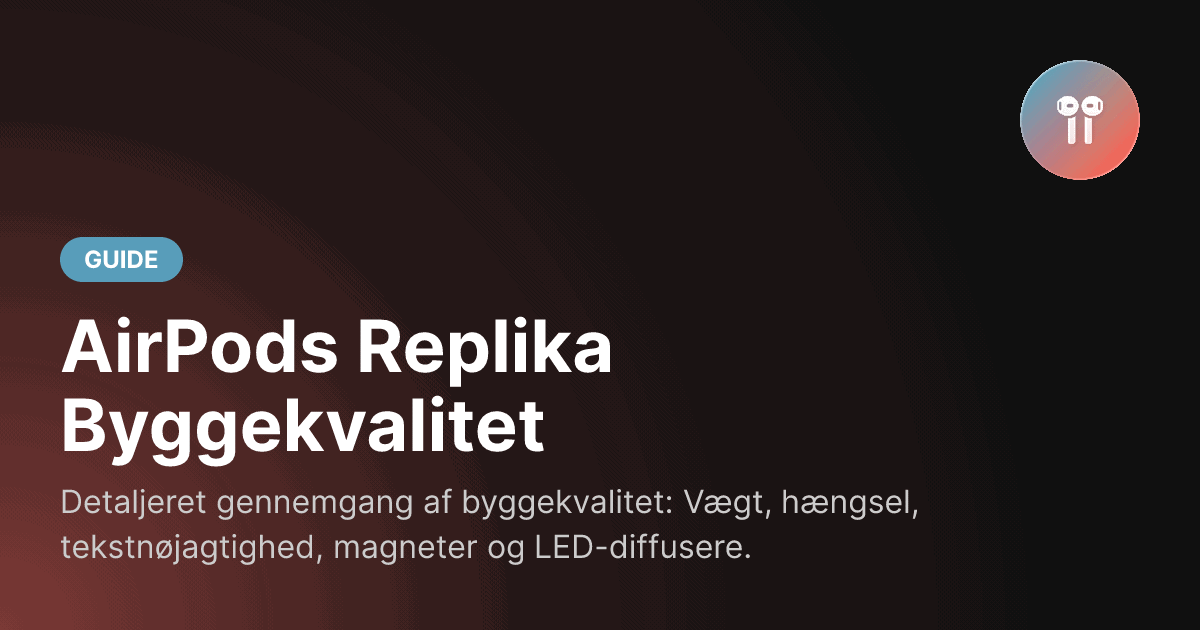 GUIDE
AirPods Replika
Byggekvalitet
Detaljeret gennemgang af byggekvalitet: Vægt, hængsel,
tekstnøjagtighed, magneter og LED-diffusere.